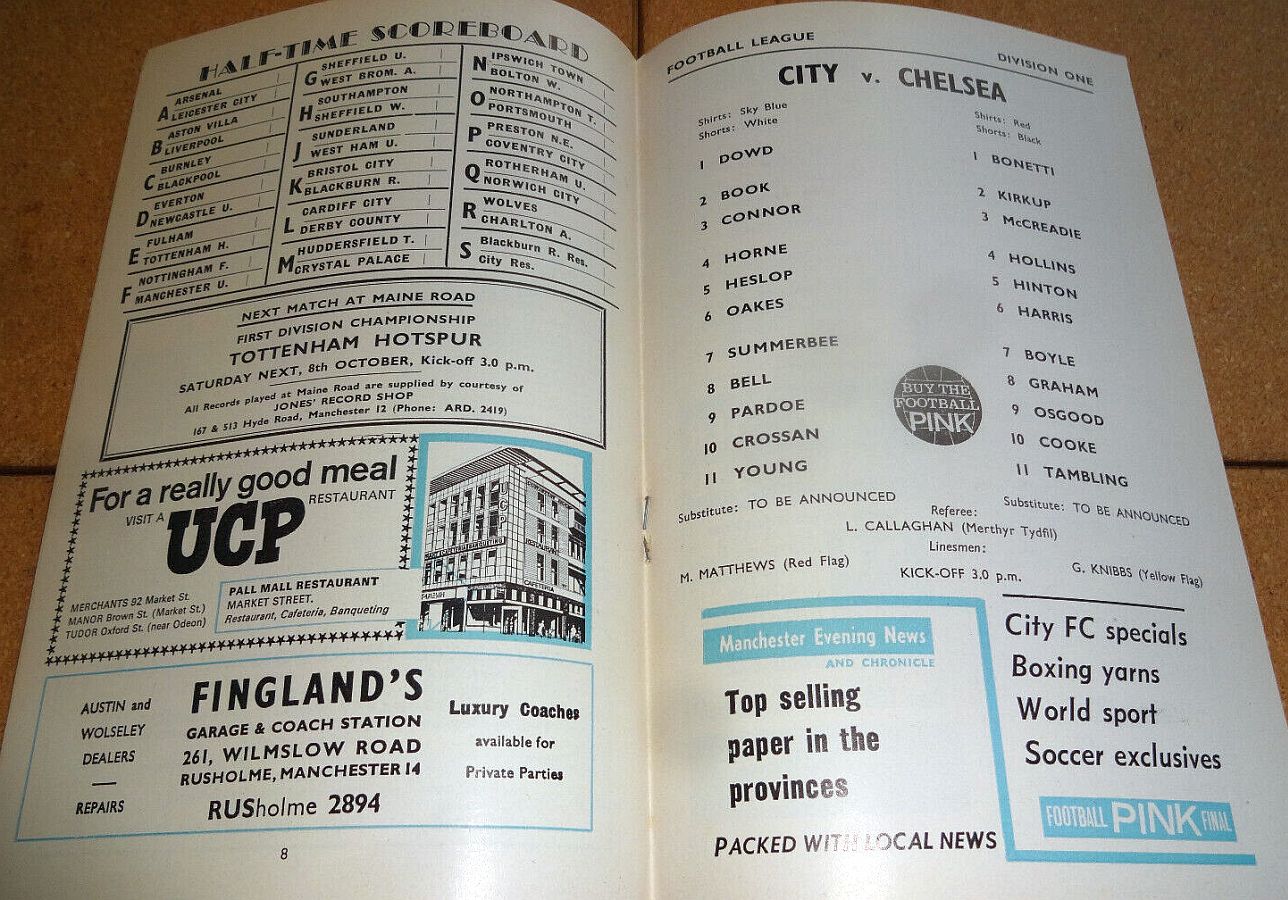 HALF-TIME SCOREBOARD
A ARSENAL
LEICESTER CITY
B ASTON VILLA
LIVERPOOL
C BURNLEY
BLACKPOOL
D EVERTON
NEWCASTLE U.
E FULHAM
TOTTENHAM H.
F NOTTINGHAM F.
MANCHESTER U.
G SHEFFIELD U.
WEST BROM. A.
H SOUTHAMPTON
SHEFFIELD W.
J SUNDERLAND
WEST HAM U.
K BRISTOL CITY
BLACKBURN R.
L CARDIFF CITY
DERBY COUNTY
M HUDDERSFIELD T.
CRYSTAL PALACE
N IPSWICH TOWN
BOLTON W.
O NORTHAMPTON T.
PORTSMOUTH
P PRESTON N.E.
COVENTRY CITY
Q ROTHERHAM U.
NORWICH CITY
R WOLVES
CHARLTON A.
S Blackburn R. Res.
City Res.
NEXT MATCH AT MAINE ROAD
FIRST DIVISION CHAMPIONSHIP
TOTTENHAM HOTSPUR
SATURDAY NEXT, 8th OCTOBER, Kick-off 3.0 p.m.
All Records played at Maine Road are supplied by courtesy of
JONES' RECORD SHOP
167 & 513 Hyde Road, Manchester 12 (Phone: ARD. 2419)
For a really good meal
VISIT A UCP RESTAURANT
MERCHANTS 92 Market St.
MANOR Brown St. (Market St.)
TUDOR Oxford St. (near Odeon)
PALL MALL RESTAURANT
MARKET STREET.
Restaurant, Cafeteria, Banqueting
UCP
RESTAURANT
CAFETERIA
AUSTIN and
WOLSELEY
DEALERS
—
REPAIRS
FINGLAND'S
GARAGE & COACH STATION
261, WILMSLOW ROAD
RUSHOLME, MANCHESTER 14
RUSholme 2894
Luxury Coaches
available for
Private Parties
8
FOOTBALL LEAGUE
DIVISION ONE
CITY v. CHELSEA
Shirts: Sky Blue
Shorts: White
1 DOWD
2 BOOK
3 CONNOR
4 HORNE
5 HESLOP
6 OAKES
7 SUMMERBEE
8 BELL
9 PARDOE
10 CROSSAN
11 YOUNG
Substitute: TO BE ANNOUNCED
Shirts: Red
Shorts: Black
1 BONETTI
2 KIRKUP
3 McCREADIE
4 HOLLINS
5 HINTON
6 HARRIS
7 BOYLE
8 GRAHAM
9 OSGOOD
10 COOKE
11 TAMBLING
Substitute: TO BE ANNOUNCED
BUY THE
FOOTBALL
PINK
Referee:
L. CALLAGHAN (Merthyr Tydfil)
Linesmen:
M. MATTHEWS (Red Flag)
G. KNIBBS (Yellow Flag)
KICK-OFF 3.0 p.m.
Manchester Evening News
AND CHRONICLE
Top selling
paper in the
provinces
PACKED WITH LOCAL NEWS
City FC specials
Boxing yarns
World sport
Soccer exclusives
FOOTBALL PINK FINAL